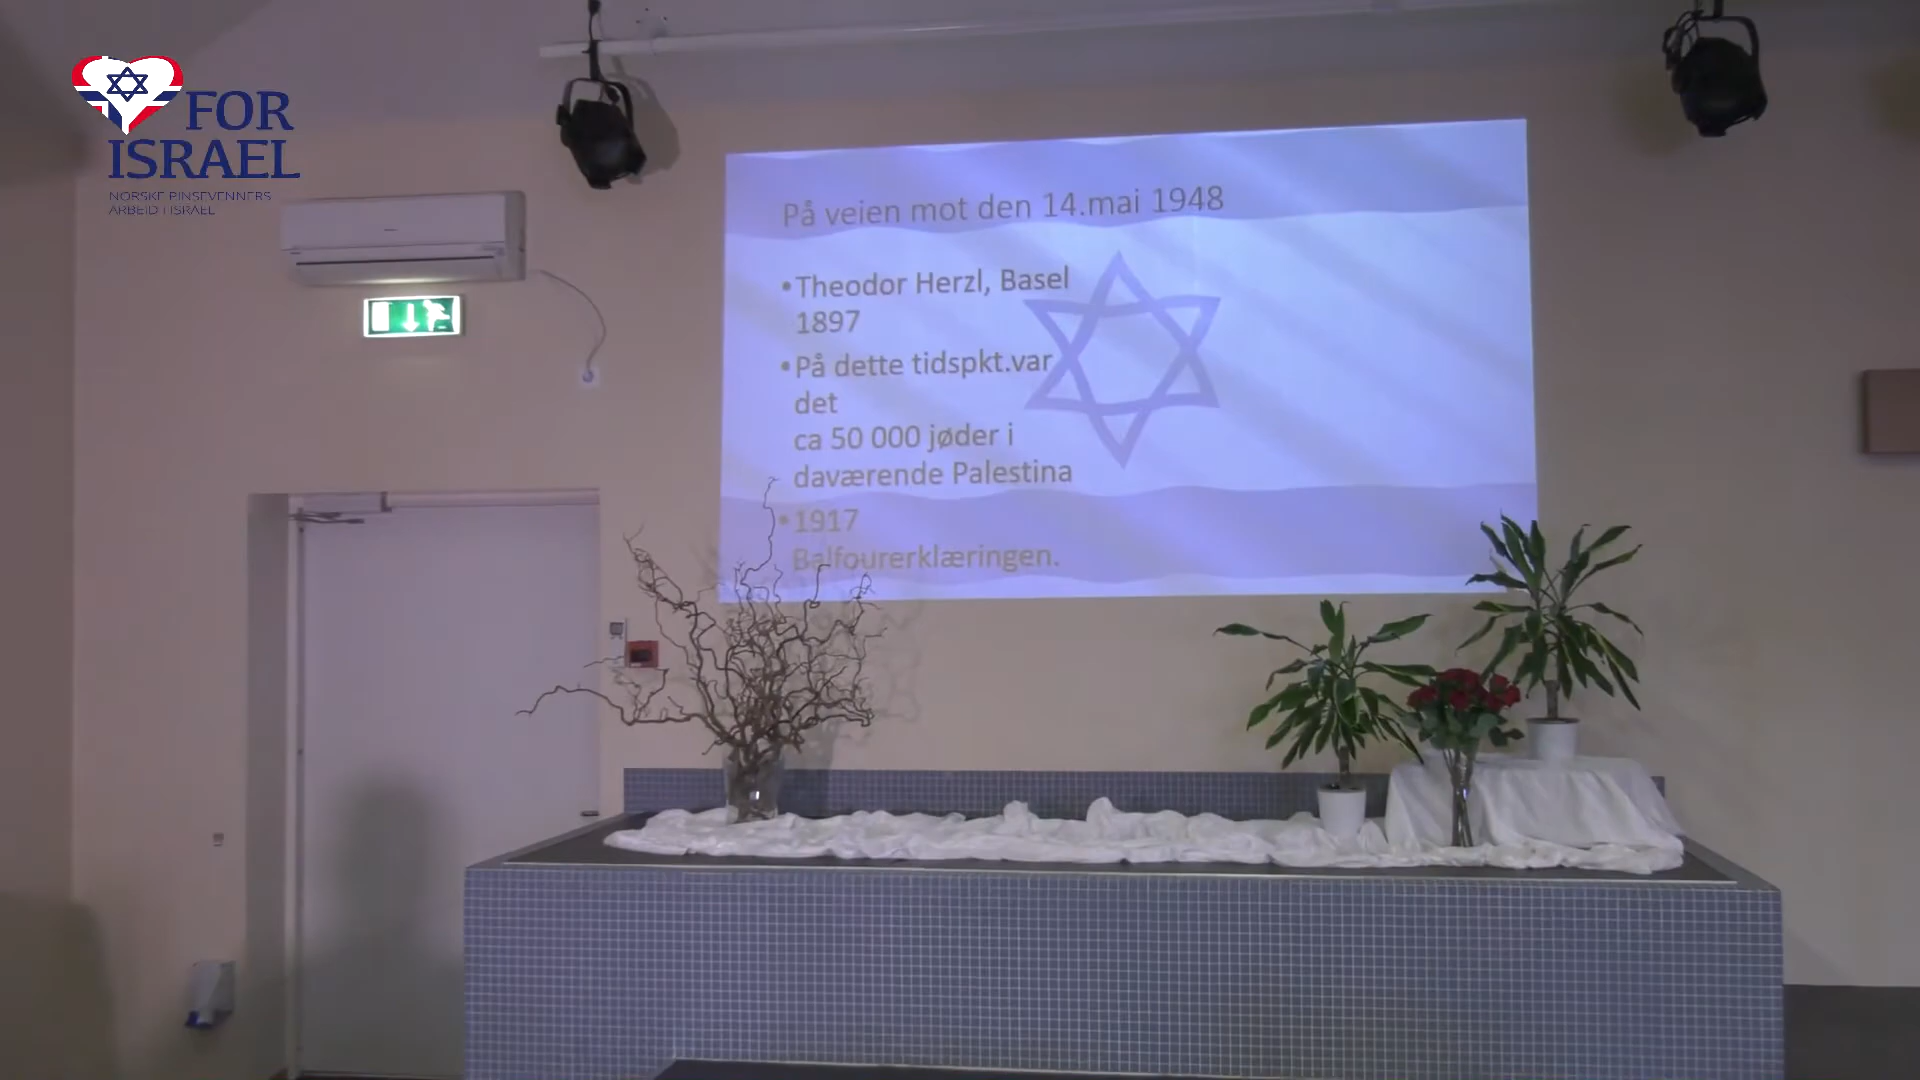 FOR
ISRAEL
NORSKE PINSEVENNERS
ARBEID I ISRAEL
På veien mot den 14.mai 1948
•Theodor Herzl, Basel
1897
•På dette tidspkt.var
det
ca 50 000 jøder i
daværende Palestina
•1917
Balfourerklæringen.